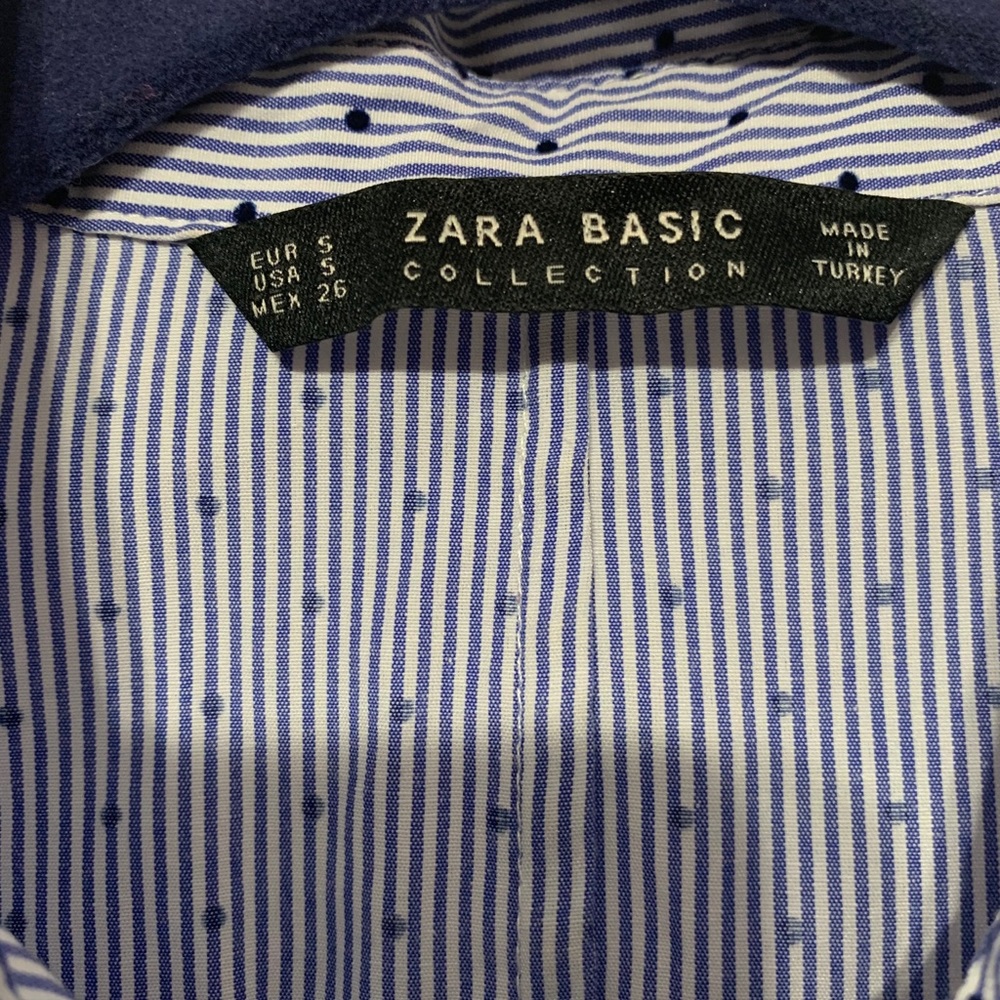 EUR S
USA S
MEX 26
ZARA BASIC
COLLECTION
MADE
IN
TURKEY